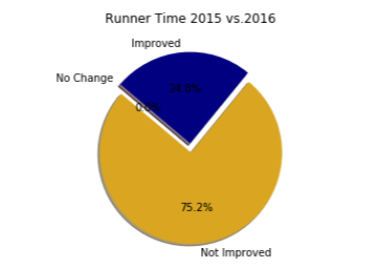 Runner Time 2015 vs.2016
Improved
No Change
24.8%
0.0%
75.2%
Not Improved